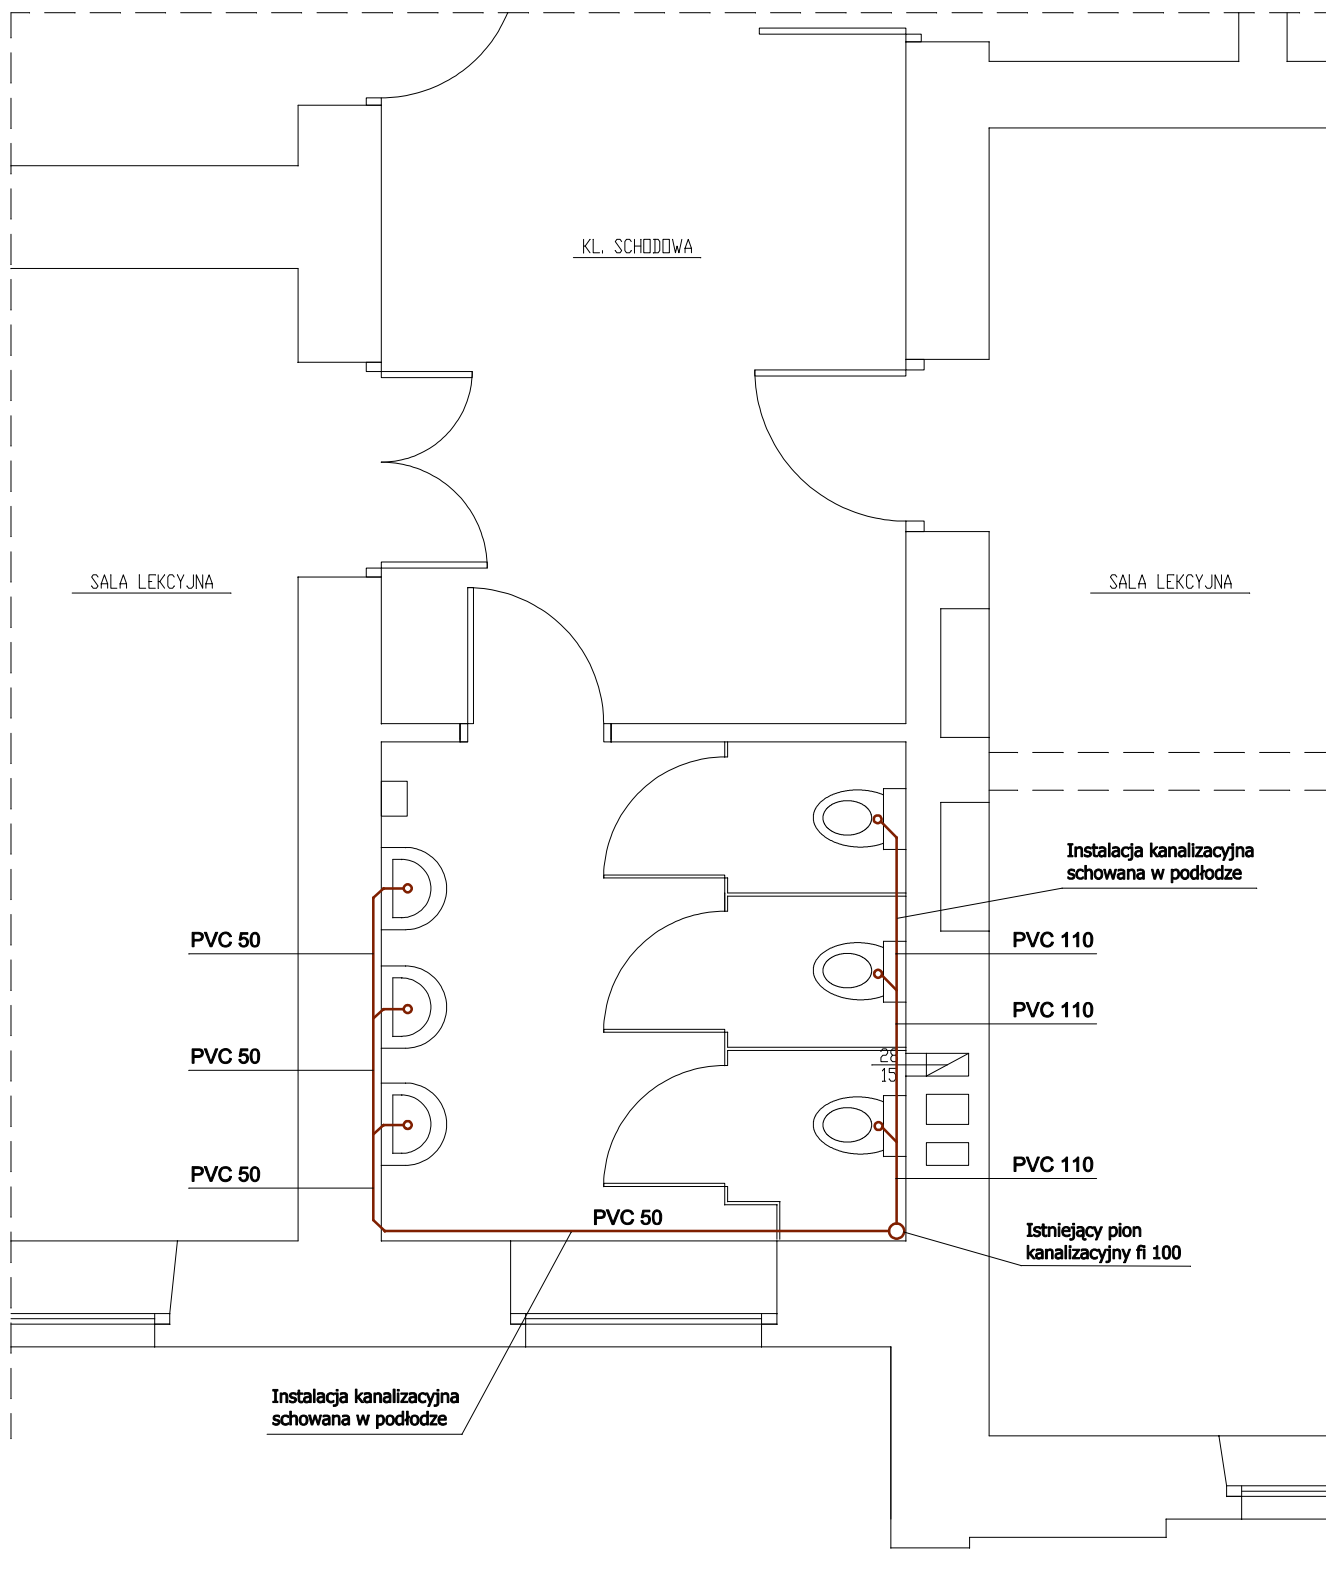 KL. SCHODOWA
SALA LEKCYJNA
SALA LEKCYJNA
Instalacja kanalizacyjna
schowana w podłodze
PVC 50
PVC 110
PVC 110
PVC 50
28
15
PVC 50
PVC 110
PVC 50
Istniejący pion
kanalizacyjny fi 100
Instalacja kanalizacyjna
schowana w podłodze